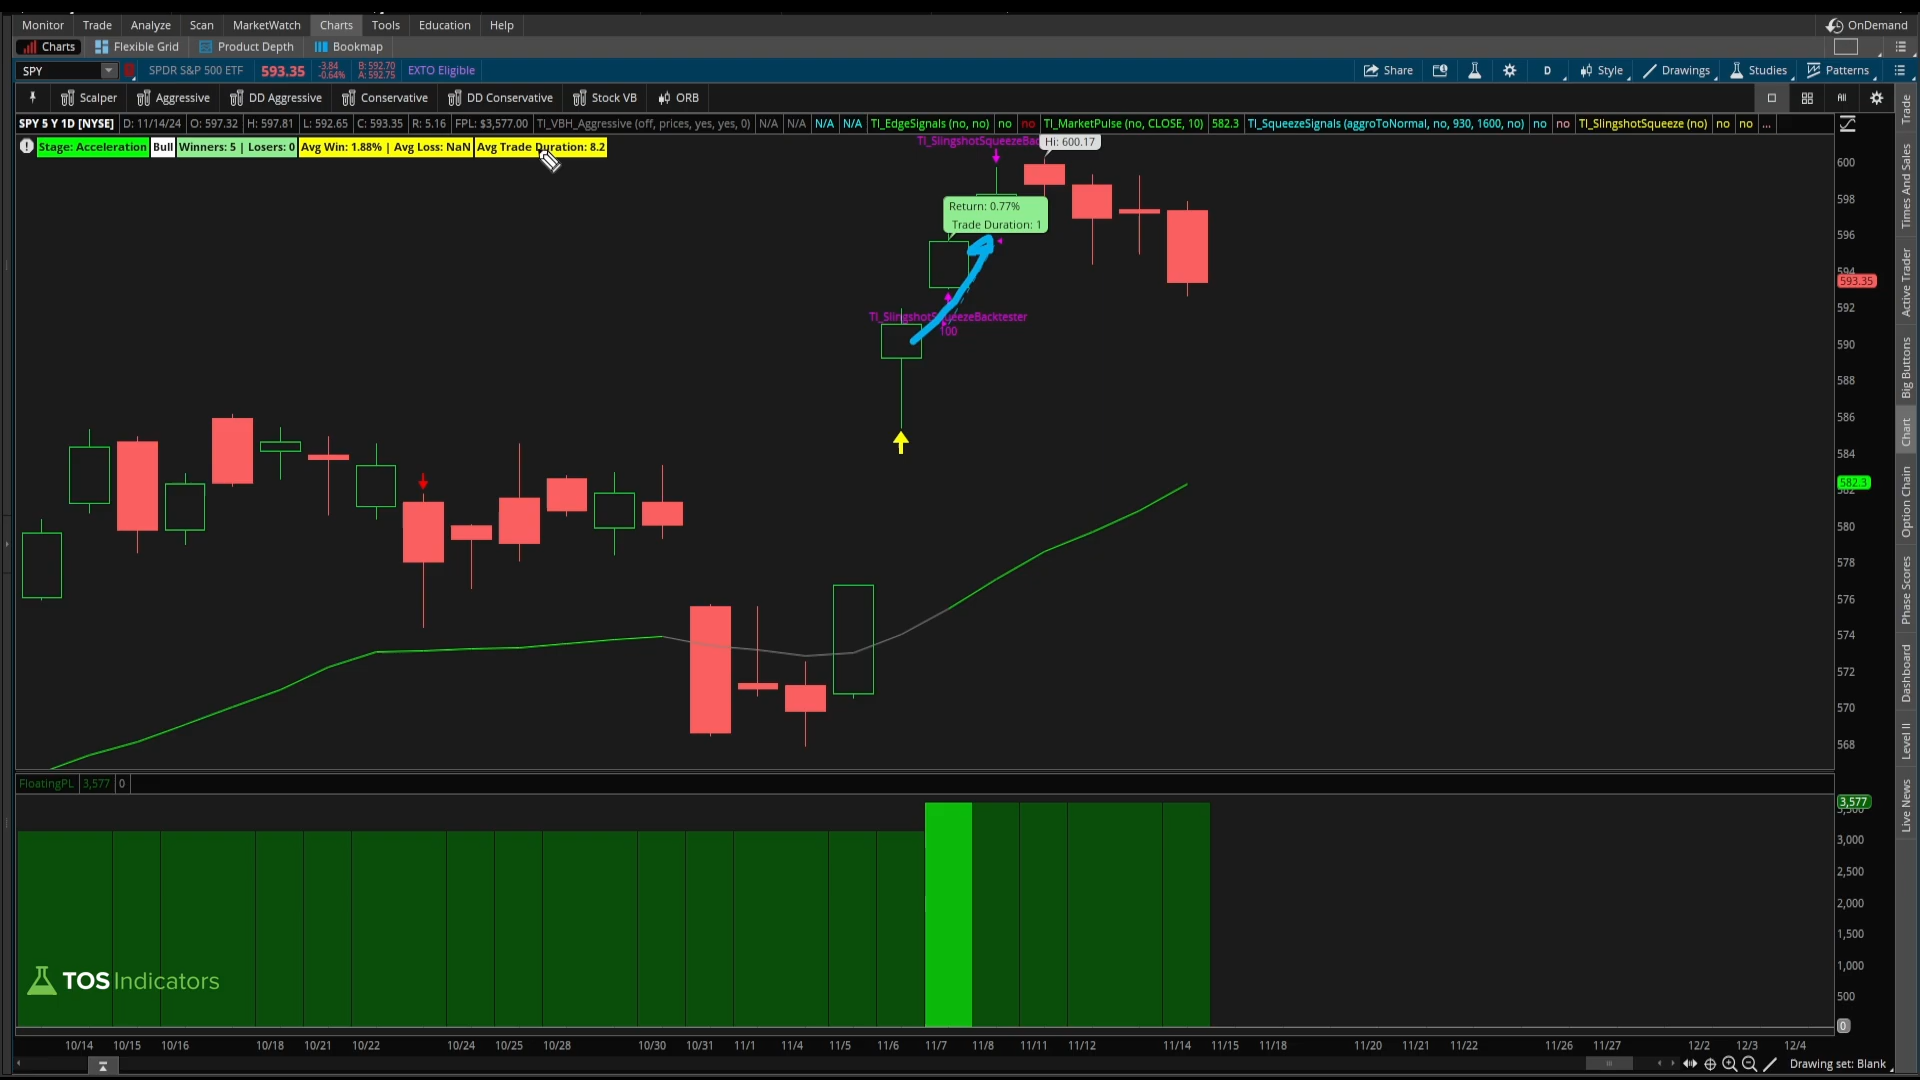 Monitor Trade Analyze Scan MarketWatch Charts Tools Education Help OnDemand
Charts Flexible Grid Product Depth Bookmap
SPY SPDR S&P 500 ETF 593.35 -3.84 -0.64% B: 592.70 A: 592.75 EXTO Eligible Share D Style Drawings Studies Patterns
Scalper Aggressive DD Aggressive Conservative DD Conservative Stock VB ORB All
SPY 5 Y 1D [NYSE] D: 11/14/24 O: 597.32 H: 597.81 L: 592.65 C: 593.35 R: 5.16 FPL: $3,577.00 TI_VBH_Aggressive (off, prices, yes, yes, 0) N/A N/A N/A N/A TI_EdgeSignals (no, no) no no TI_MarketPulse (no, CLOSE, 10) 582.3 TI_SqueezeSignals (aggroToNormal, no, 930, 1600, no) no no TI_SlingshotSqueeze (no) no no ...
Stage: Acceleration Bull Winners: 5 | Losers: 0 Avg Win: 1.88% | Avg Loss: NaN Avg Trade Duration: 8.2
Hi: 600.17
Return: 0.77%
Trade Duration: 1
TI_SlingshotSqueezeBacktester
100
600
598
596
594
593.35
592
590
588
586
584
582.3
580
578
576
574
572
570
568
FloatingPL 3,577 0
3,577
3,000
2,500
2,000
1,500
1,000
500
0
TOS Indicators
10/14 10/15 10/16 10/18 10/21 10/22 10/24 10/25 10/28 10/30 10/31 11/1 11/4 11/5 11/6 11/7 11/8 11/11 11/12 11/14 11/15 11/18 11/20 11/21 11/22 11/26 11/27 12/2 12/3 12/4
Drawing set: Blank
Trade
Times And Sales
Active Trader
Big Buttons
Chart
Option Chain
Phase Scores
Dashboard
Level II
Live News